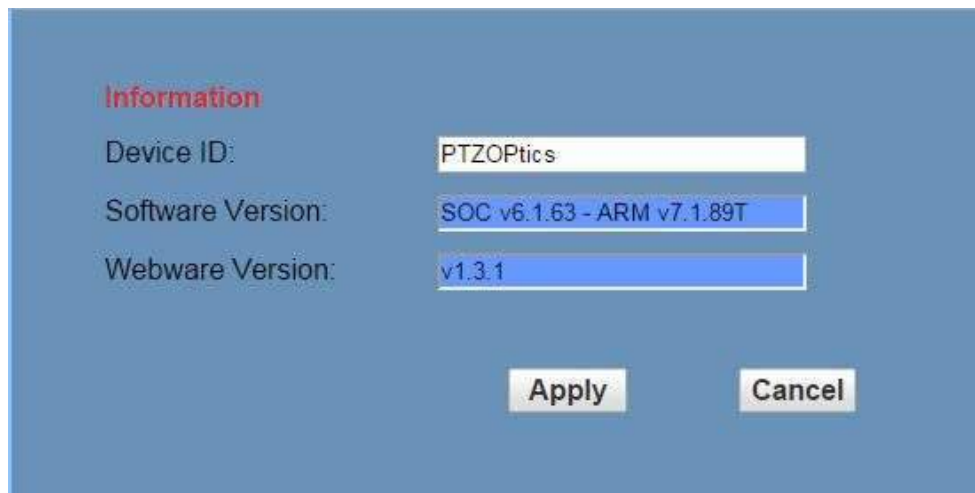 Information
Device ID: PTZOPtics
Software Version: SOC v6.1.63 - ARM v7.1.89T
Webware Version: v1.3.1
Apply Cancel